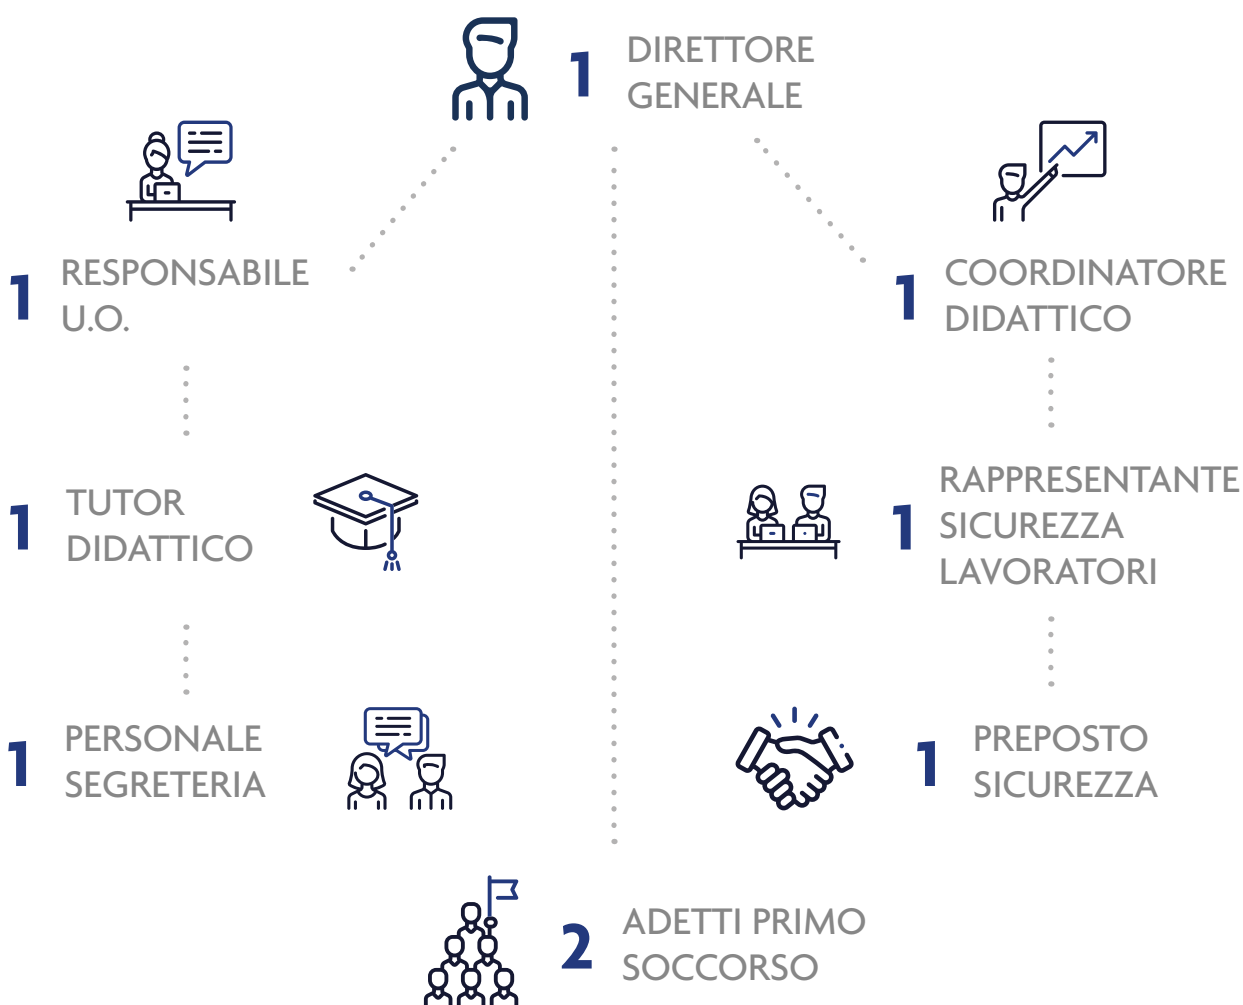 1 DIRETTORE
GENERALE
1 RESPONSABILE
U.O.
1 COORDINATORE
DIDATTICO
1 TUTOR
DIDATTICO
1 RAPPRESENTANTE
SICUREZZA
LAVORATORI
1 PERSONALE
SEGRETERIA
1 PREPOSTO
SICUREZZA
2 ADETTI PRIMO
SOCCORSO